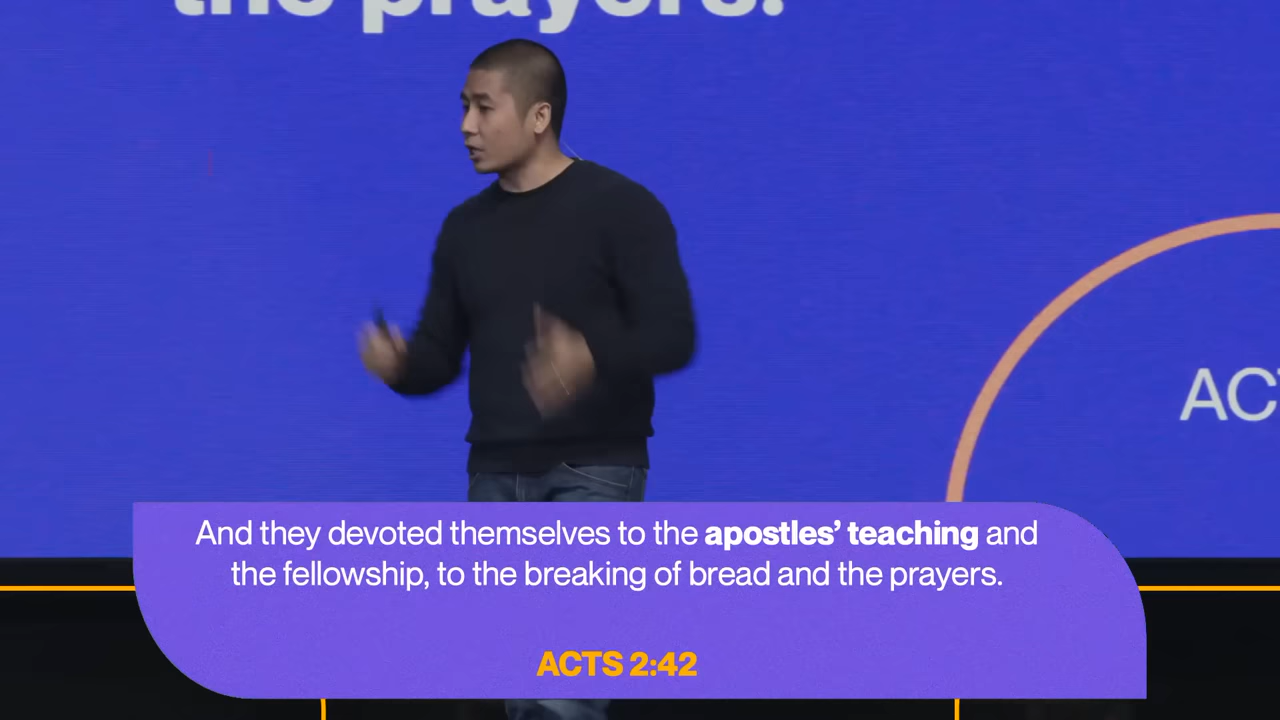 the prayers.
AC
And they devoted themselves to the apostles’ teaching and
the fellowship, to the breaking of bread and the prayers.
ACTS 2:42